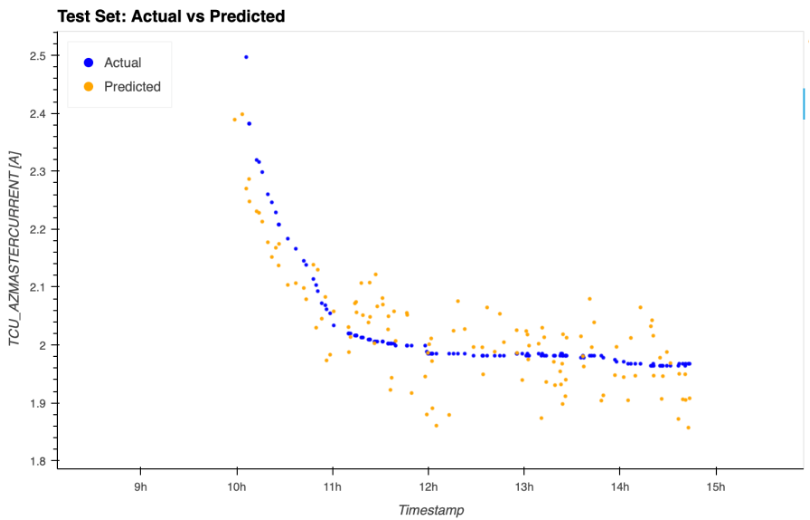 Test Set: Actual vs Predicted
Actual
Predicted
TCU_AZMASTERCURRENT [A]
2.5
2.4
2.3
2.2
2.1
2
1.9
1.8
9h
10h
11h
12h
13h
14h
15h
Timestamp